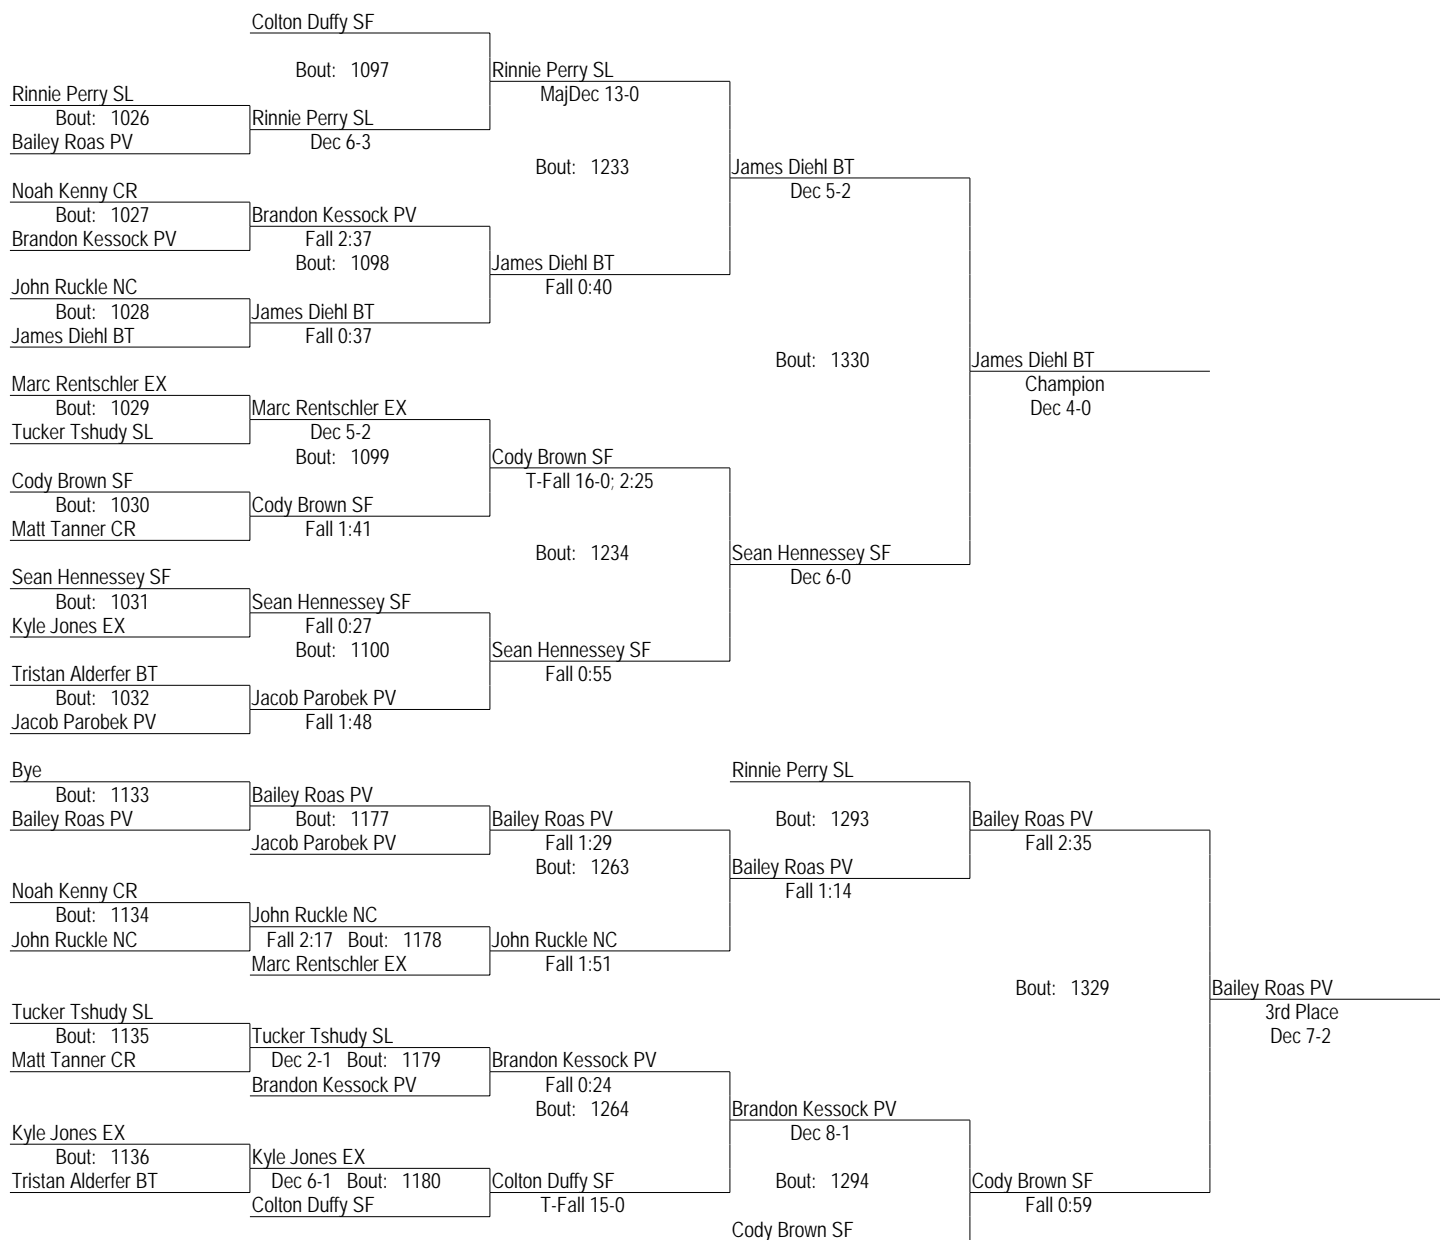 Colton Duffy SF
Bout: 1097
Rinnie Perry SL
MajDec 13-0
Rinnie Perry SL
Bout: 1026
Bailey Roas PV
Rinnie Perry SL
Dec 6-3
Bout: 1233
James Diehl BT
Dec 5-2
Noah Kenny CR
Bout: 1027
Brandon Kessock PV
Brandon Kessock PV
Fall 2:37
Bout: 1098
James Diehl BT
Fall 0:40
John Ruckle NC
Bout: 1028
James Diehl BT
James Diehl BT
Fall 0:37
Bout: 1330
James Diehl BT
Champion
Dec 4-0
Marc Rentschler EX
Bout: 1029
Tucker Tshudy SL
Marc Rentschler EX
Dec 5-2
Bout: 1099
Cody Brown SF
T-Fall 16-0; 2:25
Cody Brown SF
Bout: 1030
Matt Tanner CR
Cody Brown SF
Fall 1:41
Bout: 1234
Sean Hennessey SF
Dec 6-0
Sean Hennessey SF
Bout: 1031
Kyle Jones EX
Sean Hennessey SF
Fall 0:27
Bout: 1100
Sean Hennessey SF
Fall 0:55
Tristan Alderfer BT
Bout: 1032
Jacob Parobek PV
Jacob Parobek PV
Fall 1:48
Bye
Bout: 1133
Bailey Roas PV
Bailey Roas PV
Bout: 1177
Jacob Parobek PV
Bailey Roas PV
Fall 1:29
Bout: 1263
Rinnie Perry SL
Bout: 1293
Bailey Roas PV
Fall 1:14
Bailey Roas PV
Fall 2:35
Noah Kenny CR
Bout: 1134
John Ruckle NC
John Ruckle NC
Fall 2:17 Bout: 1178
Marc Rentschler EX
John Ruckle NC
Fall 1:51
Bout: 1329
Bailey Roas PV
3rd Place
Dec 7-2
Tucker Tshudy SL
Bout: 1135
Matt Tanner CR
Tucker Tshudy SL
Dec 2-1 Bout: 1179
Brandon Kessock PV
Brandon Kessock PV
Fall 0:24
Bout: 1264
Brandon Kessock PV
Dec 8-1
Kyle Jones EX
Bout: 1136
Tristan Alderfer BT
Kyle Jones EX
Dec 6-1 Bout: 1180
Colton Duffy SF
Colton Duffy SF
T-Fall 15-0
Bout: 1294
Cody Brown SF
Cody Brown SF
Fall 0:59